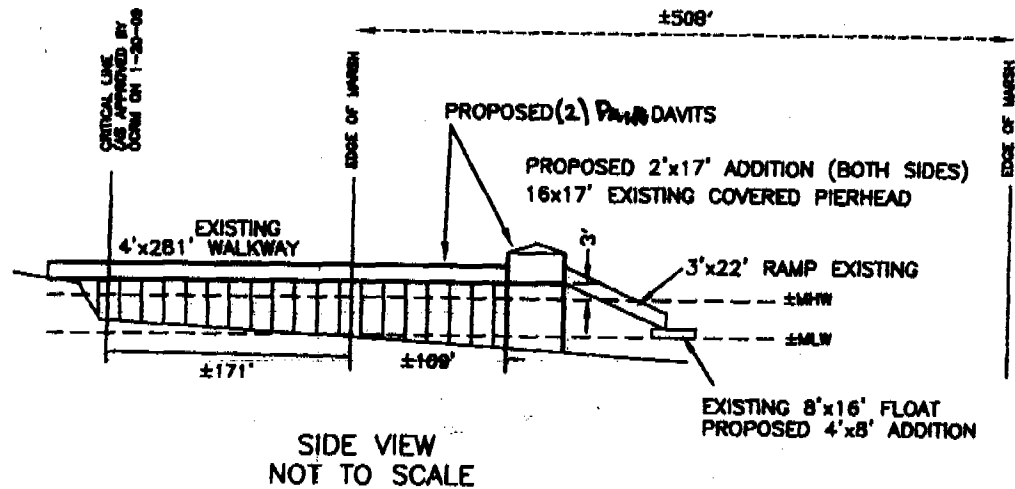 ±508'
CRITICAL LINE
(AS APPROVED BY
OCRM ON 1-20-09
EDGE OF MARSH
EDGE OF MARSH
PROPOSED (2) DAVITS
PROPOSED 2'x17' ADDITION (BOTH SIDES)
16x17' EXISTING COVERED PIERHEAD
EXISTING
4'x281' WALKWAY
3'
3'x22' RAMP EXISTING
±MHW
±MLW
±171'
±109'
EXISTING 8'x16' FLOAT
PROPOSED 4'x8' ADDITION
SIDE VIEW
NOT TO SCALE